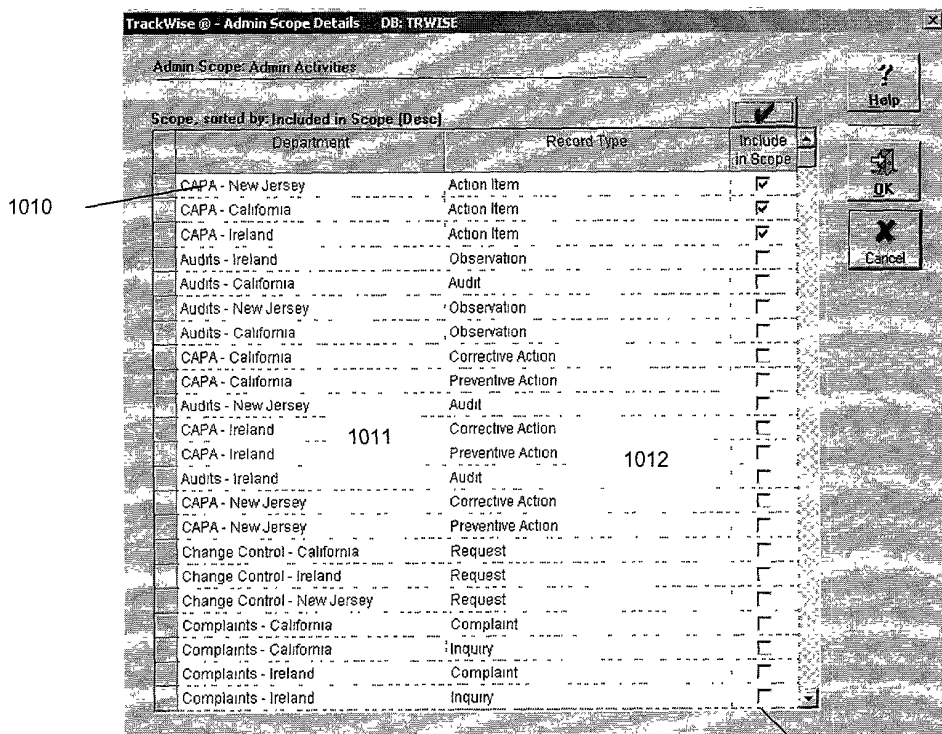 TrackWise ® - Admin Scope Details DB: TRWISE
Admin Scope: Admin Activities
Help
Scope, sorted by: Included in Scope [Desc]
Department Record Type Include in Scope
OK
Cancel
1010
CAPA - New Jersey Action Item
CAPA - California Action Item
CAPA - Ireland Action Item
Audits - Ireland Observation
Audits - California Audit
Audits - New Jersey Observation
Audits - California Observation
CAPA - California Corrective Action
CAPA - California Preventive Action
Audits - New Jersey Audit
CAPA - Ireland 1011 Corrective Action
CAPA - Ireland Preventive Action 1012
Audits - Ireland Audit
CAPA - New Jersey Corrective Action
CAPA - New Jersey Preventive Action
Change Control - California Request
Change Control - Ireland Request
Change Control - New Jersey Request
Complaints - California Complaint
Complaints - California Inquiry
Complaints - Ireland Complaint
Complaints - Ireland Inquiry